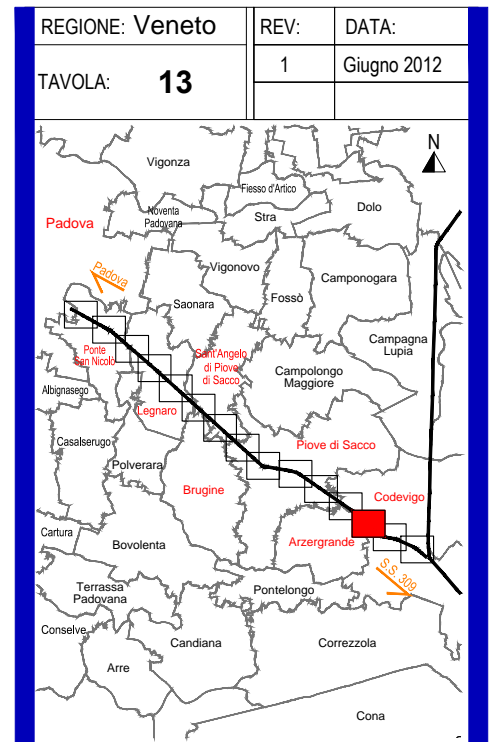 REGIONE: Veneto
REV:
DATA:
TAVOLA: 13
1
Giugno 2012
N
Vigonza
Fiesso d'Artico
Dolo
Noventa
Padovana
Stra
Padova
Padova
Vigonovo
Camponogara
Saonara
Fossò
Campagna
Lupia
Ponte
San Nicolò
Sant'Angelo
di Piove
di Sacco
Campolongo
Maggiore
Albignasego
Legnaro
Casalserugo
Piove di Sacco
Polverara
Brugine
Codevigo
Cartura
Bovolenta
Arzergrande
S.S. 309
Terrassa
Padovana
Pontelongo
Conselve
Candiana
Correzzola
Arre
Cona